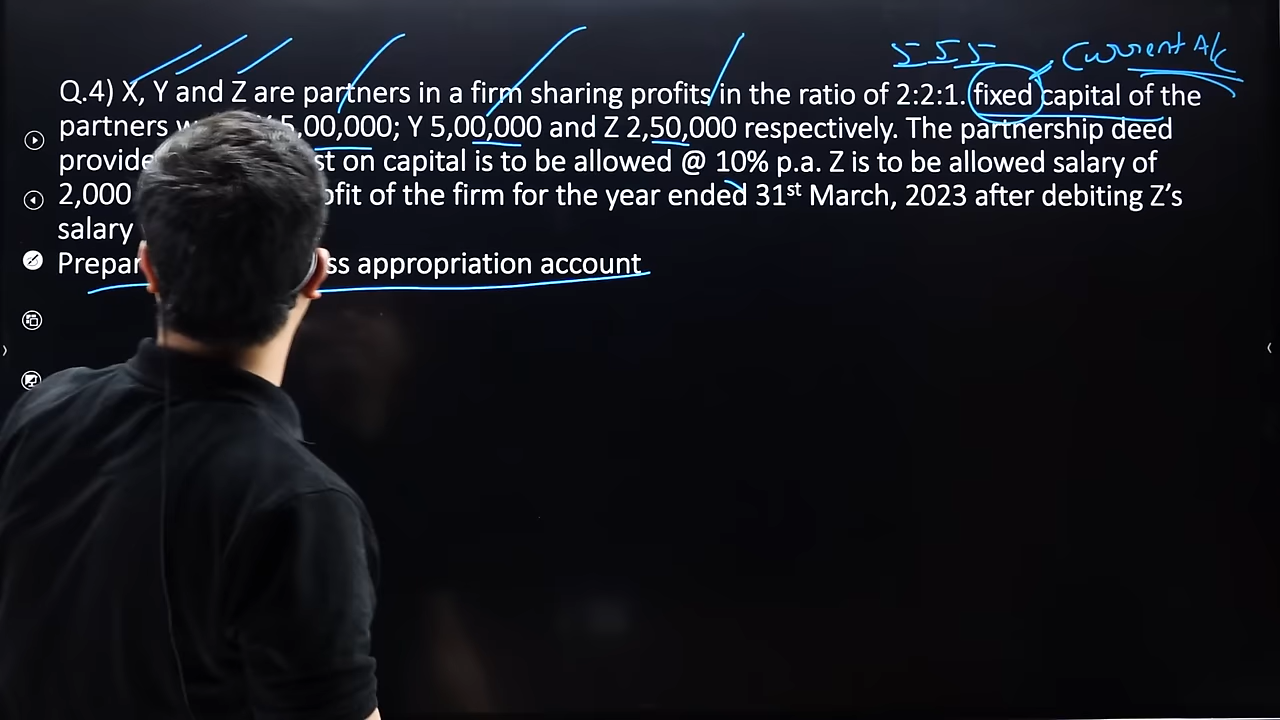 5 5 5 Current A/c
Q.4) X, Y and Z are partners in a firm sharing profits in the ratio of 2:2:1. fixed capital of the
partners 5,00,000; Y 5,00,000 and Z 2,50,000 respectively. The partnership deed
on capital is to be allowed @ 10% p.a. Z is to be allowed salary of
2,000 of the firm for the year ended 31st March, 2023 after debiting Z's
salary
appropriation account